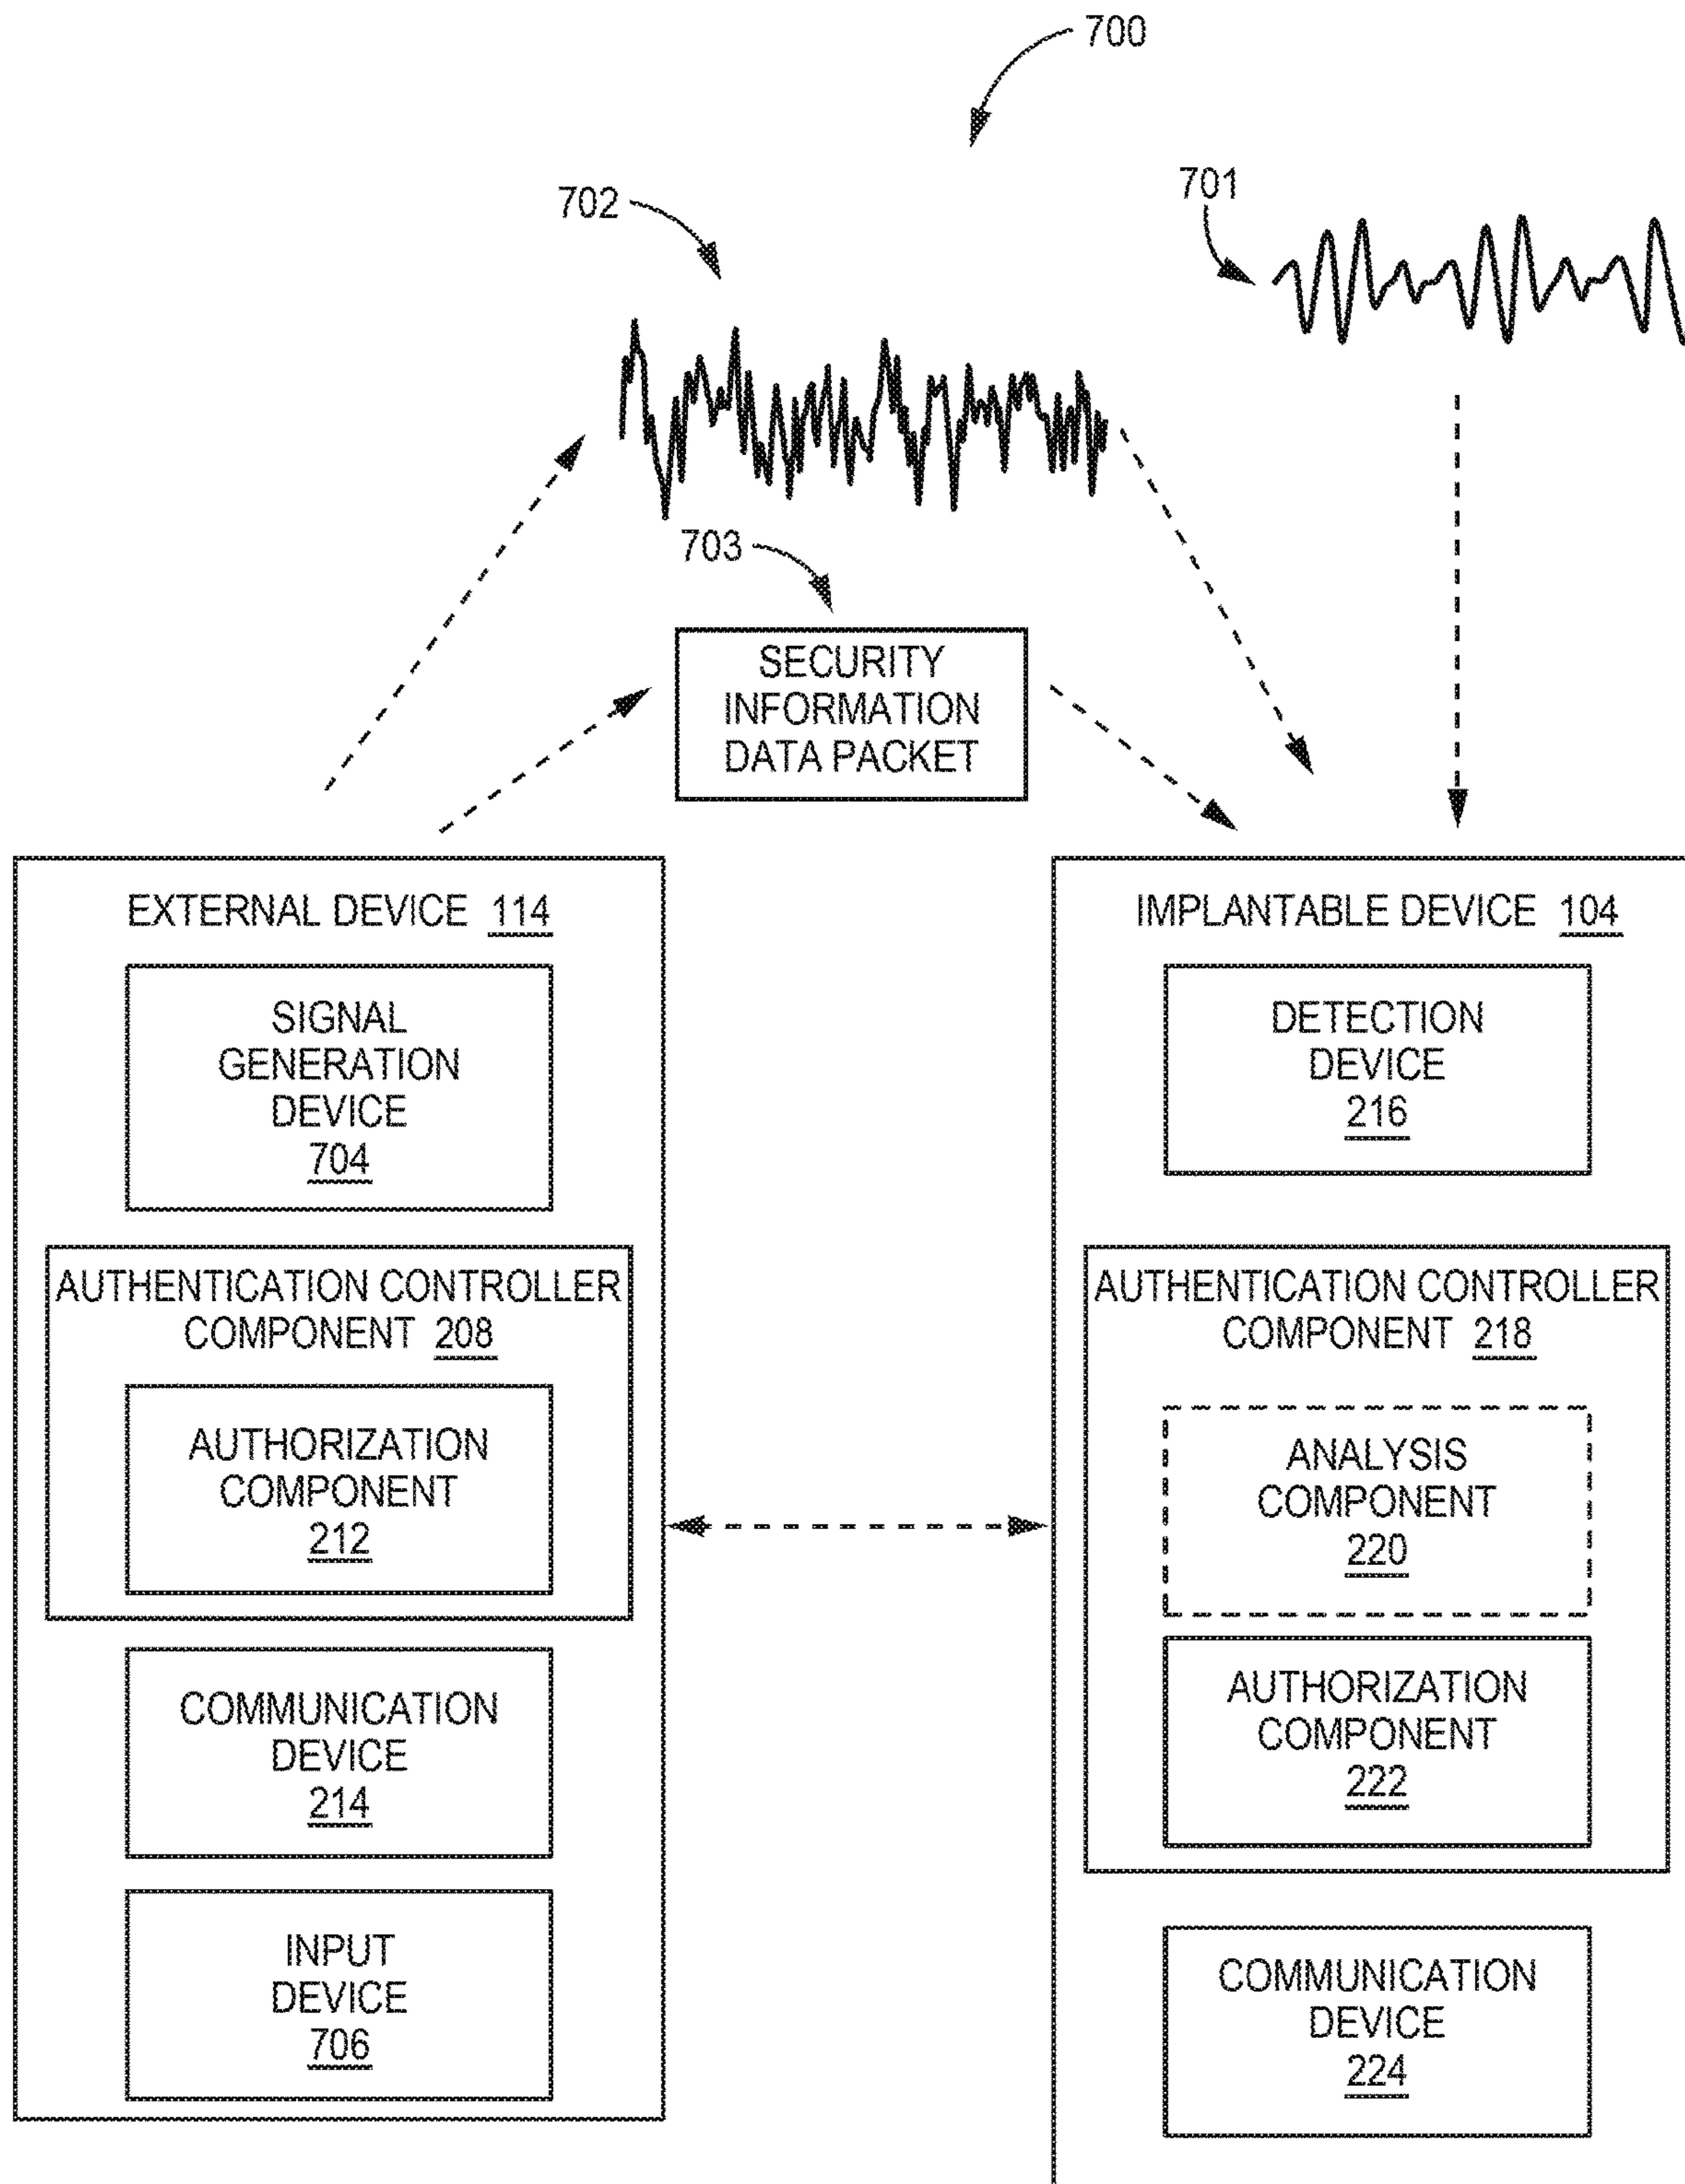 700
701
702
703
SECURITY
INFORMATION
DATA PACKET
EXTERNAL DEVICE 114
SIGNAL
GENERATION
DEVICE
704
AUTHENTICATION CONTROLLER
COMPONENT 208
AUTHORIZATION
COMPONENT
212
COMMUNICATION
DEVICE
214
INPUT
DEVICE
706
IMPLANTABLE DEVICE 104
DETECTION
DEVICE
216
AUTHENTICATION CONTROLLER
COMPONENT 218
ANALYSIS
COMPONENT
220
AUTHORIZATION
COMPONENT
222
COMMUNICATION
DEVICE
224